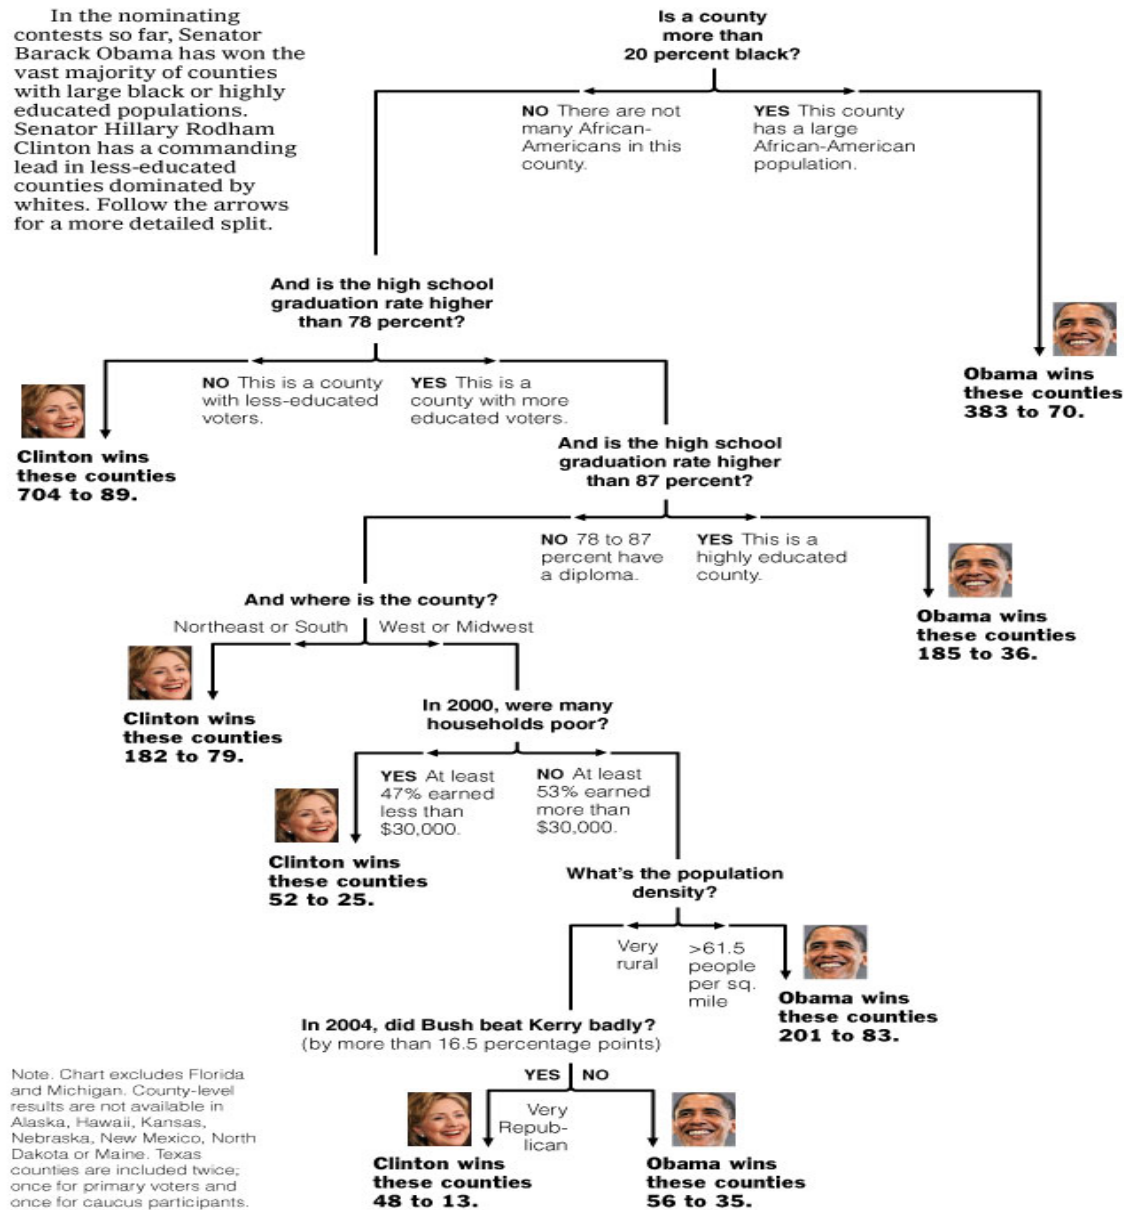 In the nominating
contests so far, Senator
Barack Obama has won the
vast majority of counties
with large black or highly
educated populations.
Senator Hillary Rodham
Clinton has a commanding
lead in less-educated
counties dominated by
whites. Follow the arrows
for a more detailed split.
Is a county
more than
20 percent black?
NO There are not
many African-
Americans in this
county.
YES This county
has a large
African-American
population.
And is the high school
graduation rate higher
than 78 percent?
Obama wins
these counties
383 to 70.
NO This is a county
with less-educated
voters.
YES This is a
county with more
educated voters.
Clinton wins
these counties
704 to 89.
And is the high school
graduation rate higher
than 87 percent?
NO 78 to 87
percent have
a diploma.
YES This is a
highly educated
county.
Obama wins
these counties
185 to 36.
And where is the county?
Northeast or South
West or Midwest
Clinton wins
these counties
182 to 79.
In 2000, were many
households poor?
YES At least
47% earned
less than
$30,000.
NO At least
53% earned
more than
$30,000.
Clinton wins
these counties
52 to 25.
What's the population
density?
Very
rural
>61.5
people
per sq.
mile
Obama wins
these counties
201 to 83.
In 2004, did Bush beat Kerry badly?
(by more than 16.5 percentage points)
YES
NO
Very
Repub-
lican
Clinton wins
these counties
48 to 13.
Obama wins
these counties
56 to 35.
Note. Chart excludes Florida
and Michigan. County-level
results are not available in
Alaska, Hawaii, Kansas,
Nebraska, New Mexico, North
Dakota or Maine. Texas
counties are included twice;
once for primary voters and
once for caucus participants.